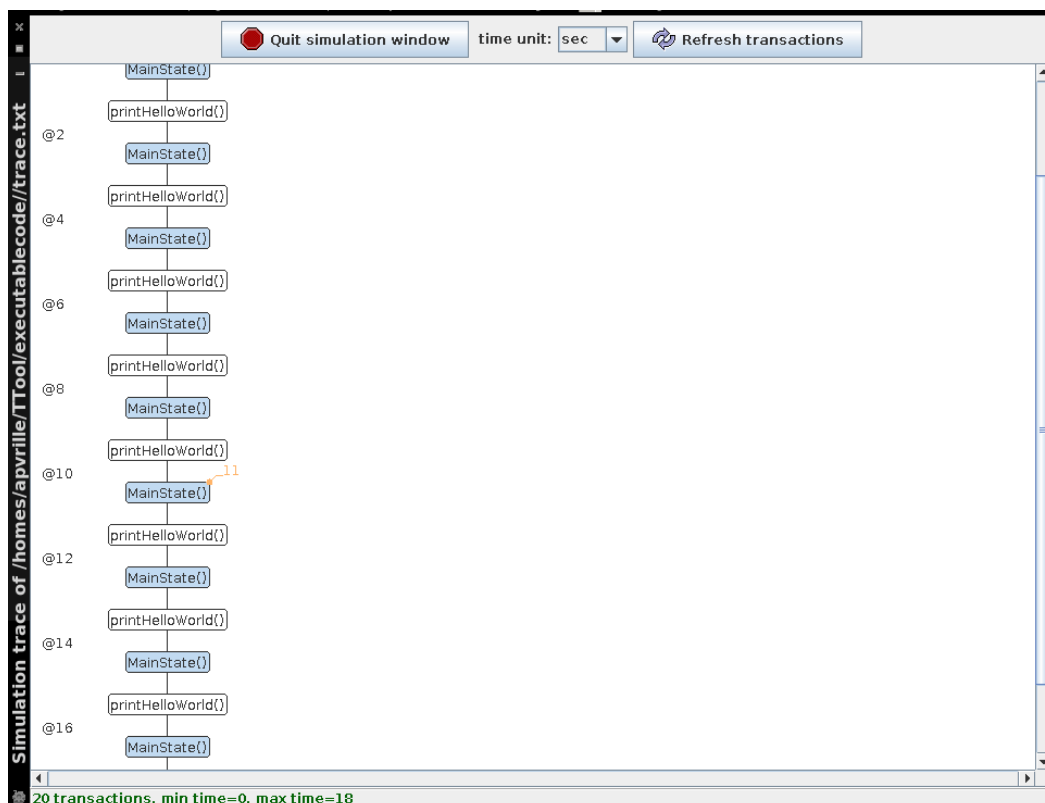 Quit simulation window
time unit: sec
Refresh transactions
Simulation trace of /homes/apvrille/TTool/executablecode//trace.txt
MainState()
printHelloWorld()
@2
MainState()
printHelloWorld()
@4
MainState()
printHelloWorld()
@6
MainState()
printHelloWorld()
@8
MainState()
printHelloWorld()
11
@10
MainState()
printHelloWorld()
@12
MainState()
printHelloWorld()
@14
MainState()
printHelloWorld()
@16
MainState()
20 transactions, min time=0, max time=18